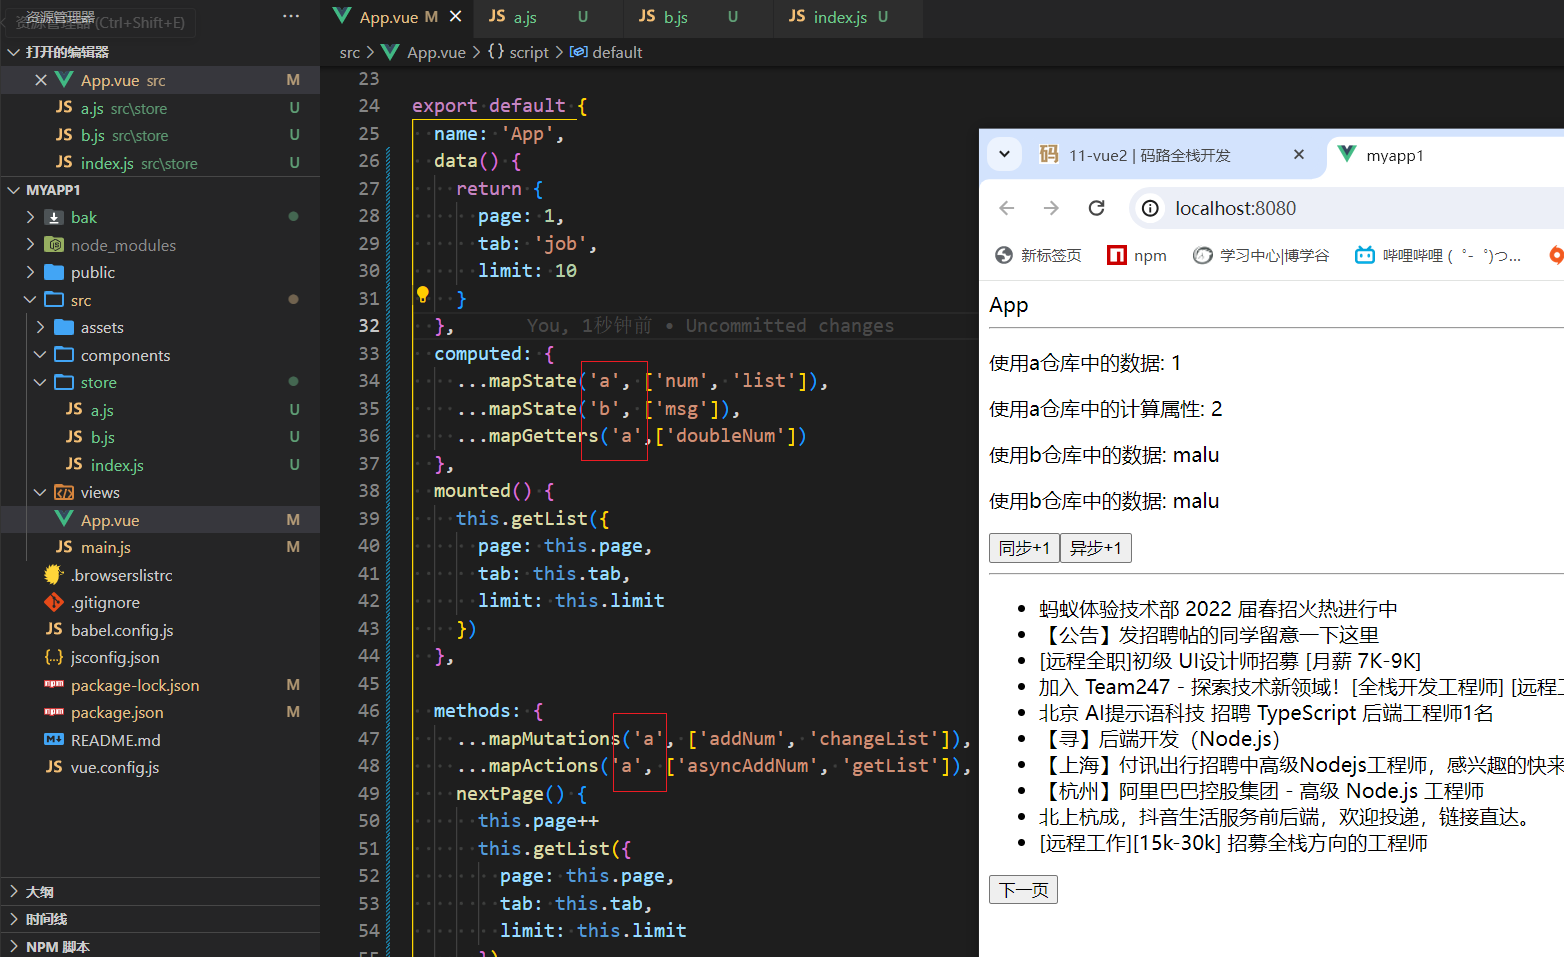 资源管理器
资源管理器 (Ctrl+Shift+E)
打开的编辑器
App.vue src M
JS a.js src\store U
JS b.js src\store U
JS index.js src\store U
MYAPP1
bak
node_modules
public
src
assets
components
store
JS a.js U
JS b.js U
JS index.js U
views
App.vue M
JS main.js M
.browserslistrc
.gitignore
JS babel.config.js
{..} jsconfig.json
npm package-lock.json M
npm package.json M
README.md
JS vue.config.js
大纲
时间线
NPM 脚本
App.vue M
JS a.js U
JS b.js U
JS index.js U
src > App.vue > {} script > default
23
24 export default {
25 name: 'App',
26 data() {
27 return {
28 page: 1,
29 tab: 'job',
30 limit: 10
31 }
32 }, You, 1秒钟前 • Uncommitted changes
33 computed: {
34 ...mapState('a', ['num', 'list']),
35 ...mapState('b', ['msg']),
36 ...mapGetters('a',['doubleNum'])
37 },
38 mounted() {
39 this.getList({
40 page: this.page,
41 tab: this.tab,
42 limit: this.limit
43 })
44 },
45
46 methods: {
47 ...mapMutations('a', ['addNum', 'changeList']),
48 ...mapActions('a', ['asyncAddNum', 'getList']),
49 nextPage() {
50 this.page++
51 this.getList({
52 page: this.page,
53 tab: this.tab,
54 limit: this.limit
55 })
码 11-vue2 | 码路全栈开发
myapp1
localhost:8080
新标签页
npm
学习中心|博学谷
哔哩哔哩 (゜-゜)つ...
App
使用a仓库中的数据: 1
使用a仓库中的计算属性: 2
使用b仓库中的数据: malu
使用b仓库中的数据: malu
同步+1 异步+1
• 蚂蚁体验技术部 2022 届春招火热进行中
• 【公告】发招聘帖的同学留意一下这里
• [远程全职]初级 UI设计师招募 [月薪 7K-9K]
• 加入 Team247 - 探索技术新领域！[全栈开发工程师] [远程工
• 北京 AI提示语科技 招聘 TypeScript 后端工程师1名
• 【寻】后端开发（Node.js）
• 【上海】付讯出行招聘中高级Nodejs工程师，感兴趣的快来
• 【杭州】阿里巴巴控股集团 - 高级 Node.js 工程师
• 北上杭成，抖音生活服务前后端，欢迎投递，链接直达。
• [远程工作][15k-30k] 招募全栈方向的工程师
下一页